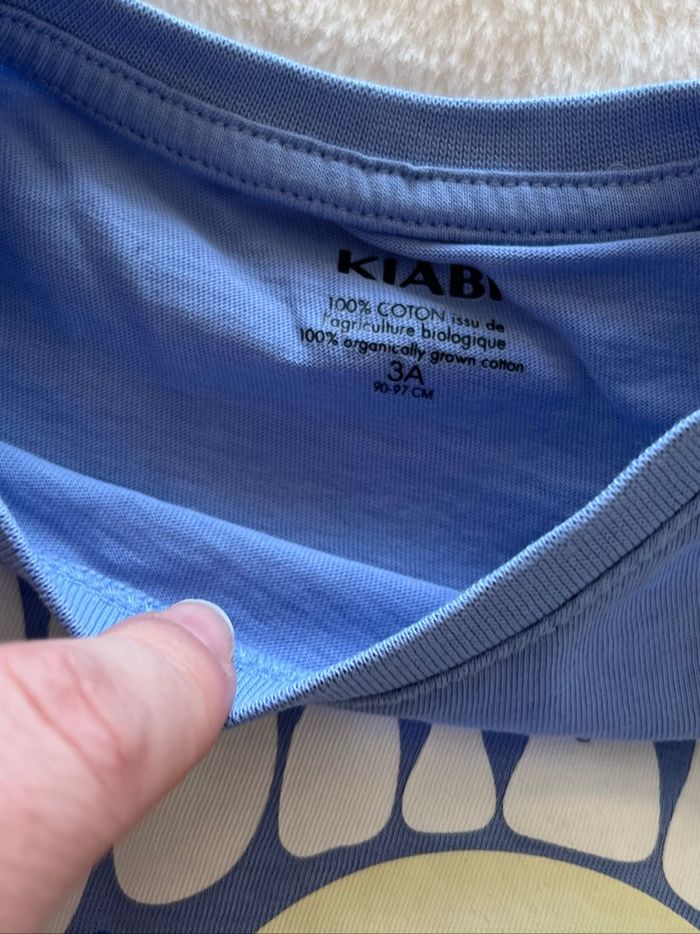 KIABI
100% COTON issu de
l'agriculture biologique
100% organically grown cotton
3A
90-97 CM